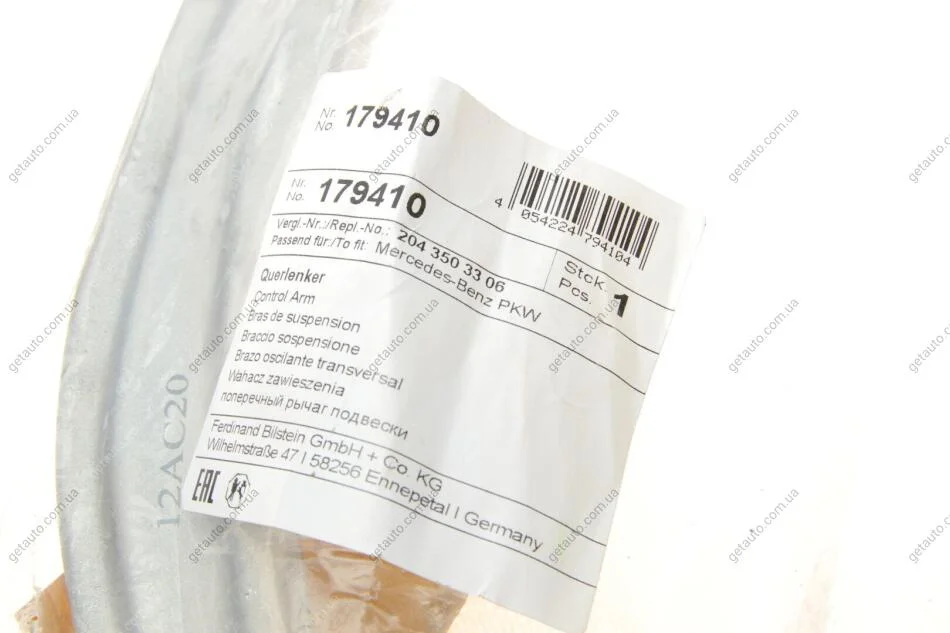 Nr.
No. 179410
Nr.
No. 179410
4 054224 794104
Vergl.-Nr.:/Repl.-No.: 204 350 33 06
Passend für:/To fit: Mercedes-Benz PKW
Stck.
Pcs. 1
Querlenker
Control Arm
Bras de suspension
Braccio sospensione
Brazo oscilante transversal
Wahacz zawieszenia
поперечный рычаг подвески
Ferdinand Bilstein GmbH + Co. KG
Wilhelmstraße 47 I 58256 Ennepetal I Germany
EAC
12AC20
getauto.com.ua